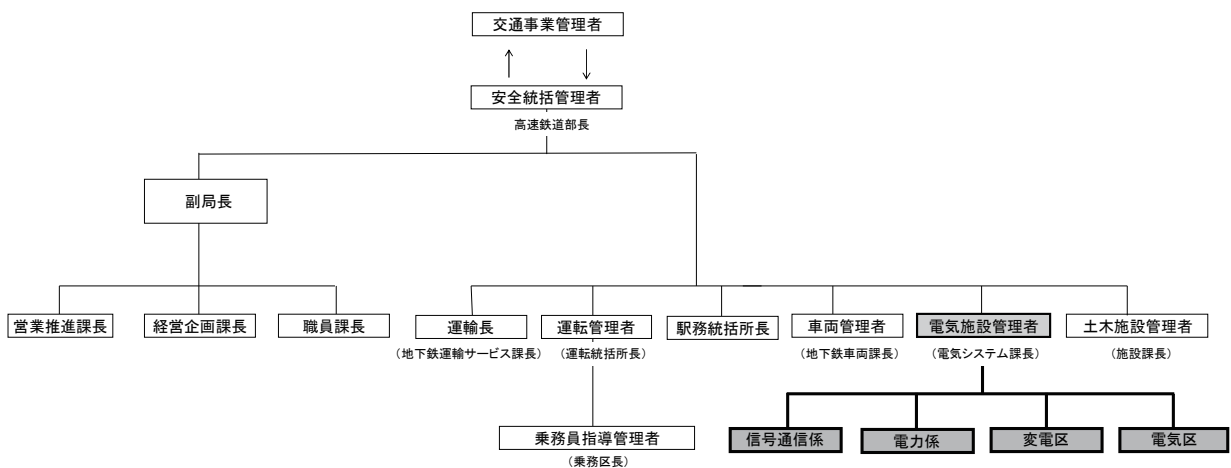 交通事業管理者
安全統括管理者
高速鉄道部長
副局長
営業推進課長
経営企画課長
職員課長
運輸長
(地下鉄運輸サービス課長)
運転管理者
(運転統括所長)
駅務統括所長
車両管理者
(地下鉄車両課長)
電気施設管理者
(電気システム課長)
土木施設管理者
(施設課長)
乗務員指導管理者
(乗務区長)
信号通信係
電力係
変電区
電気区